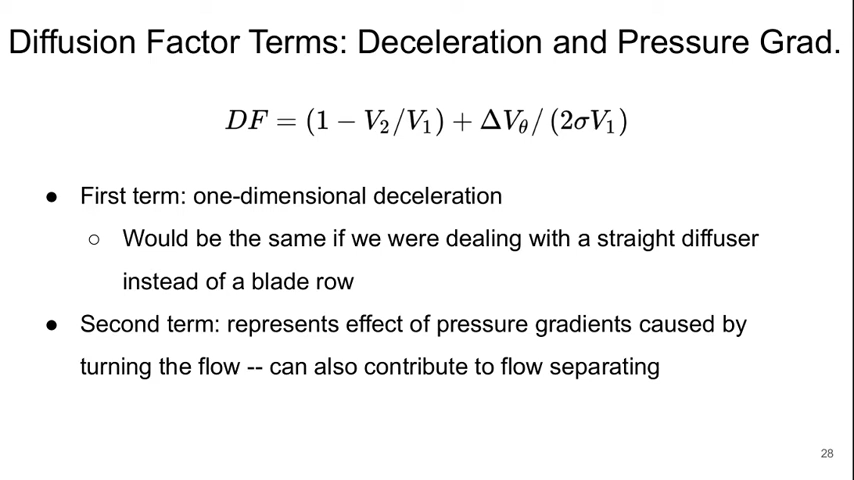 Diffusion Factor Terms: Deceleration and Pressure Grad.
DF = (1 − V₂/V₁) + ΔV_θ/ (2σV₁)
● First term: one-dimensional deceleration
○ Would be the same if we were dealing with a straight diffuser
instead of a blade row
● Second term: represents effect of pressure gradients caused by
turning the flow -- can also contribute to flow separating
28